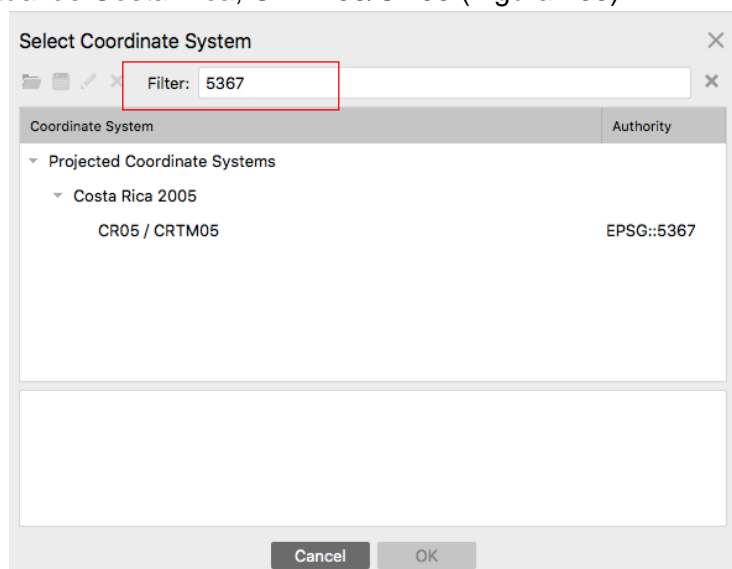 Select Coordinate System
Filter: 5367
Coordinate System Authority
Projected Coordinate Systems
Costa Rica 2005
CR05 / CRTM05 EPSG::5367
Cancel OK